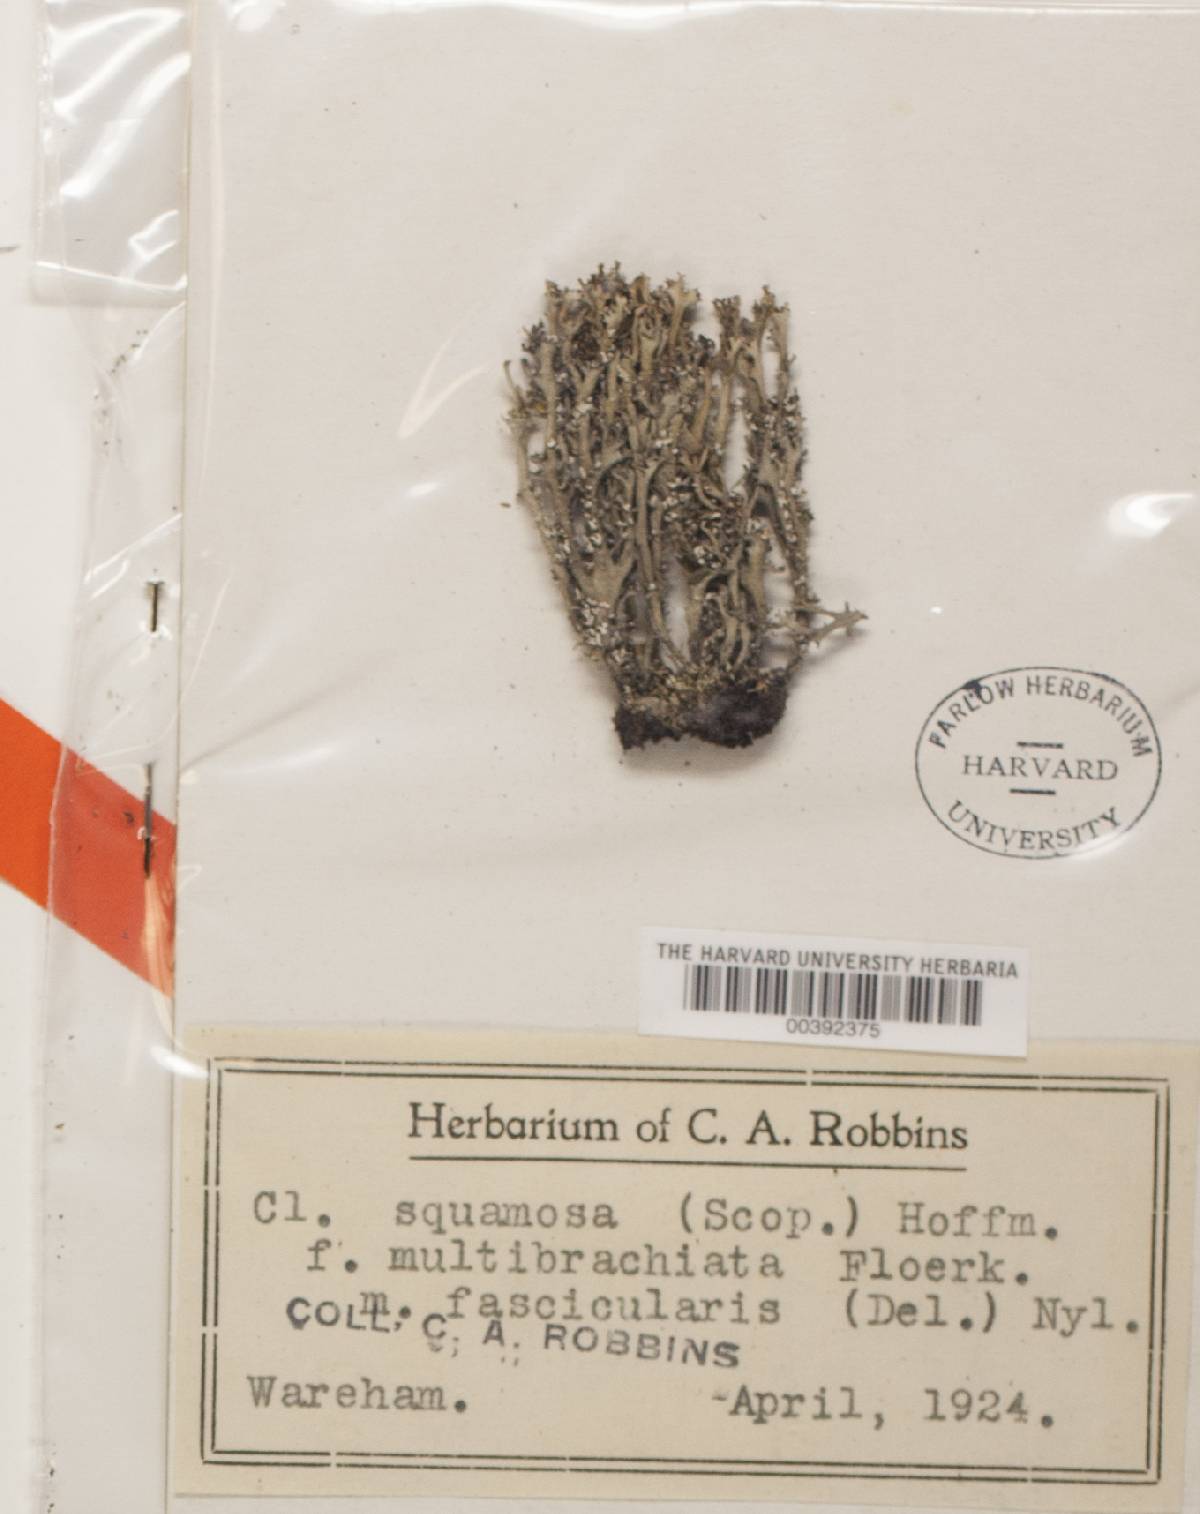 FARLOW HERBARIUM
HARVARD
UNIVERSITY
THE HARVARD UNIVERSITY HERBARIA
00392375
Herbarium of C. A. Robbins
Cl. squamosa (Scop.) Hoffm.
f. multibrachiata Floerk.
m. fascicularis (Del.) Nyl.
COLL, C; A; ROBBINS
Wareham. -April, 1924.